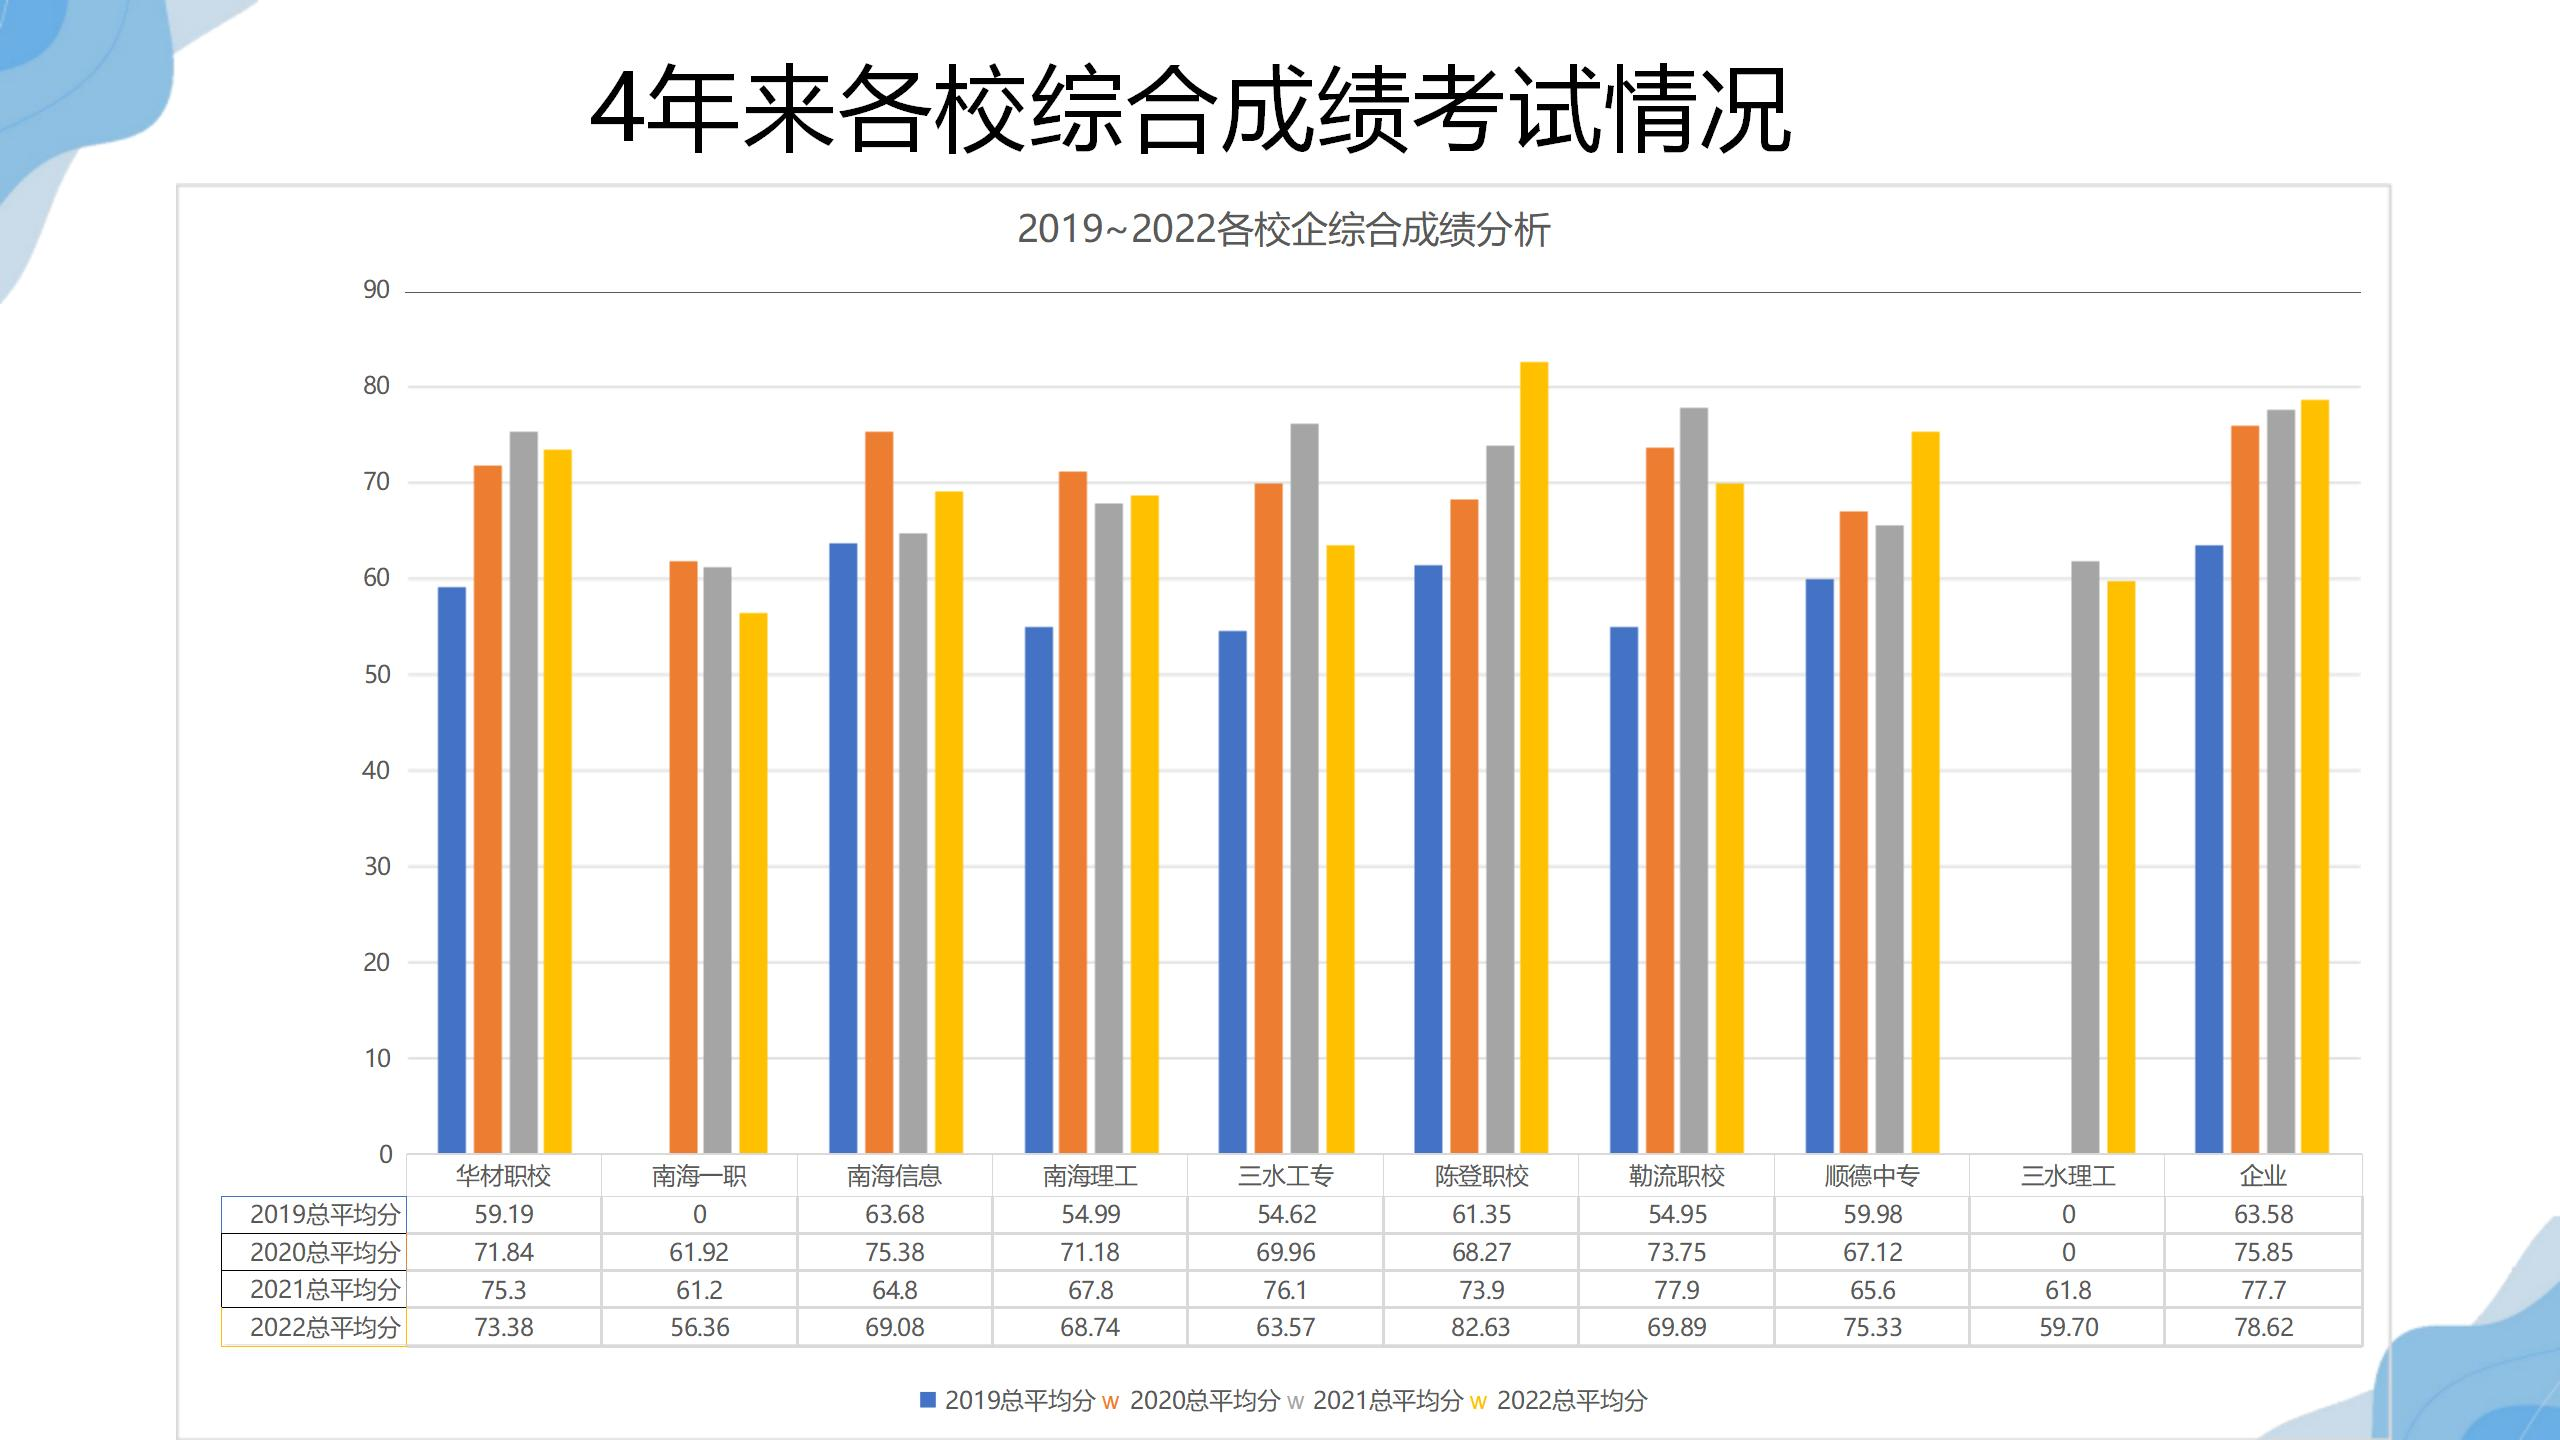 4年来各校综合成绩考试情况
2019~2022各校企综合成绩分析
90
80
70
60
50
40
30
20
10
0
华材职校 南海一职 南海信息 南海理工 三水工专 陈登职校 勒流职校 顺德中专 三水理工 企业
2019总平均分 59.19 0 63.68 54.99 54.62 61.35 54.95 59.98 0 63.58
2020总平均分 71.84 61.92 75.38 71.18 69.96 68.27 73.75 67.12 0 75.85
2021总平均分 75.3 61.2 64.8 67.8 76.1 73.9 77.9 65.6 61.8 77.7
2022总平均分 73.38 56.36 69.08 68.74 63.57 82.63 69.89 75.33 59.70 78.62
2019总平均分 w 2020总平均分 w 2021总平均分 w 2022总平均分